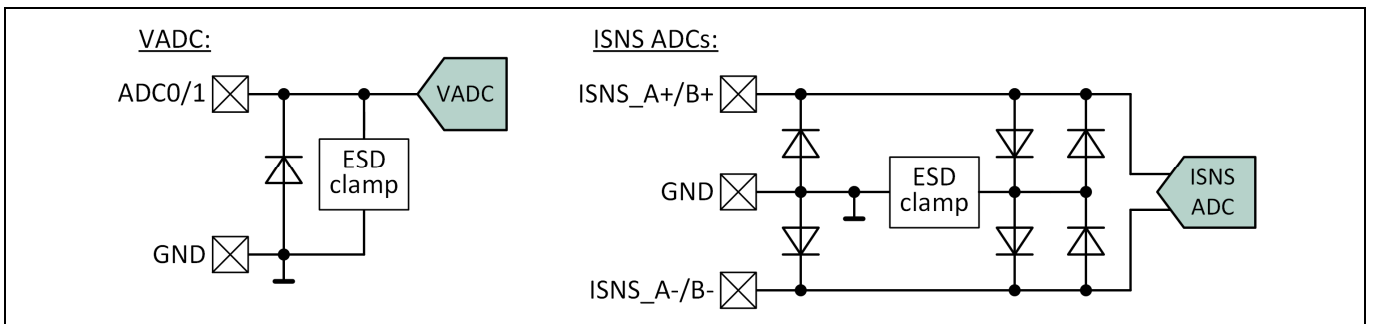 VADC:
ADC0/1
VADC
ESD
clamp
GND
ISNS ADCs:
ISNS_A+/B+
GND
ESD
clamp
ISNS
ADC
ISNS_A-/B-